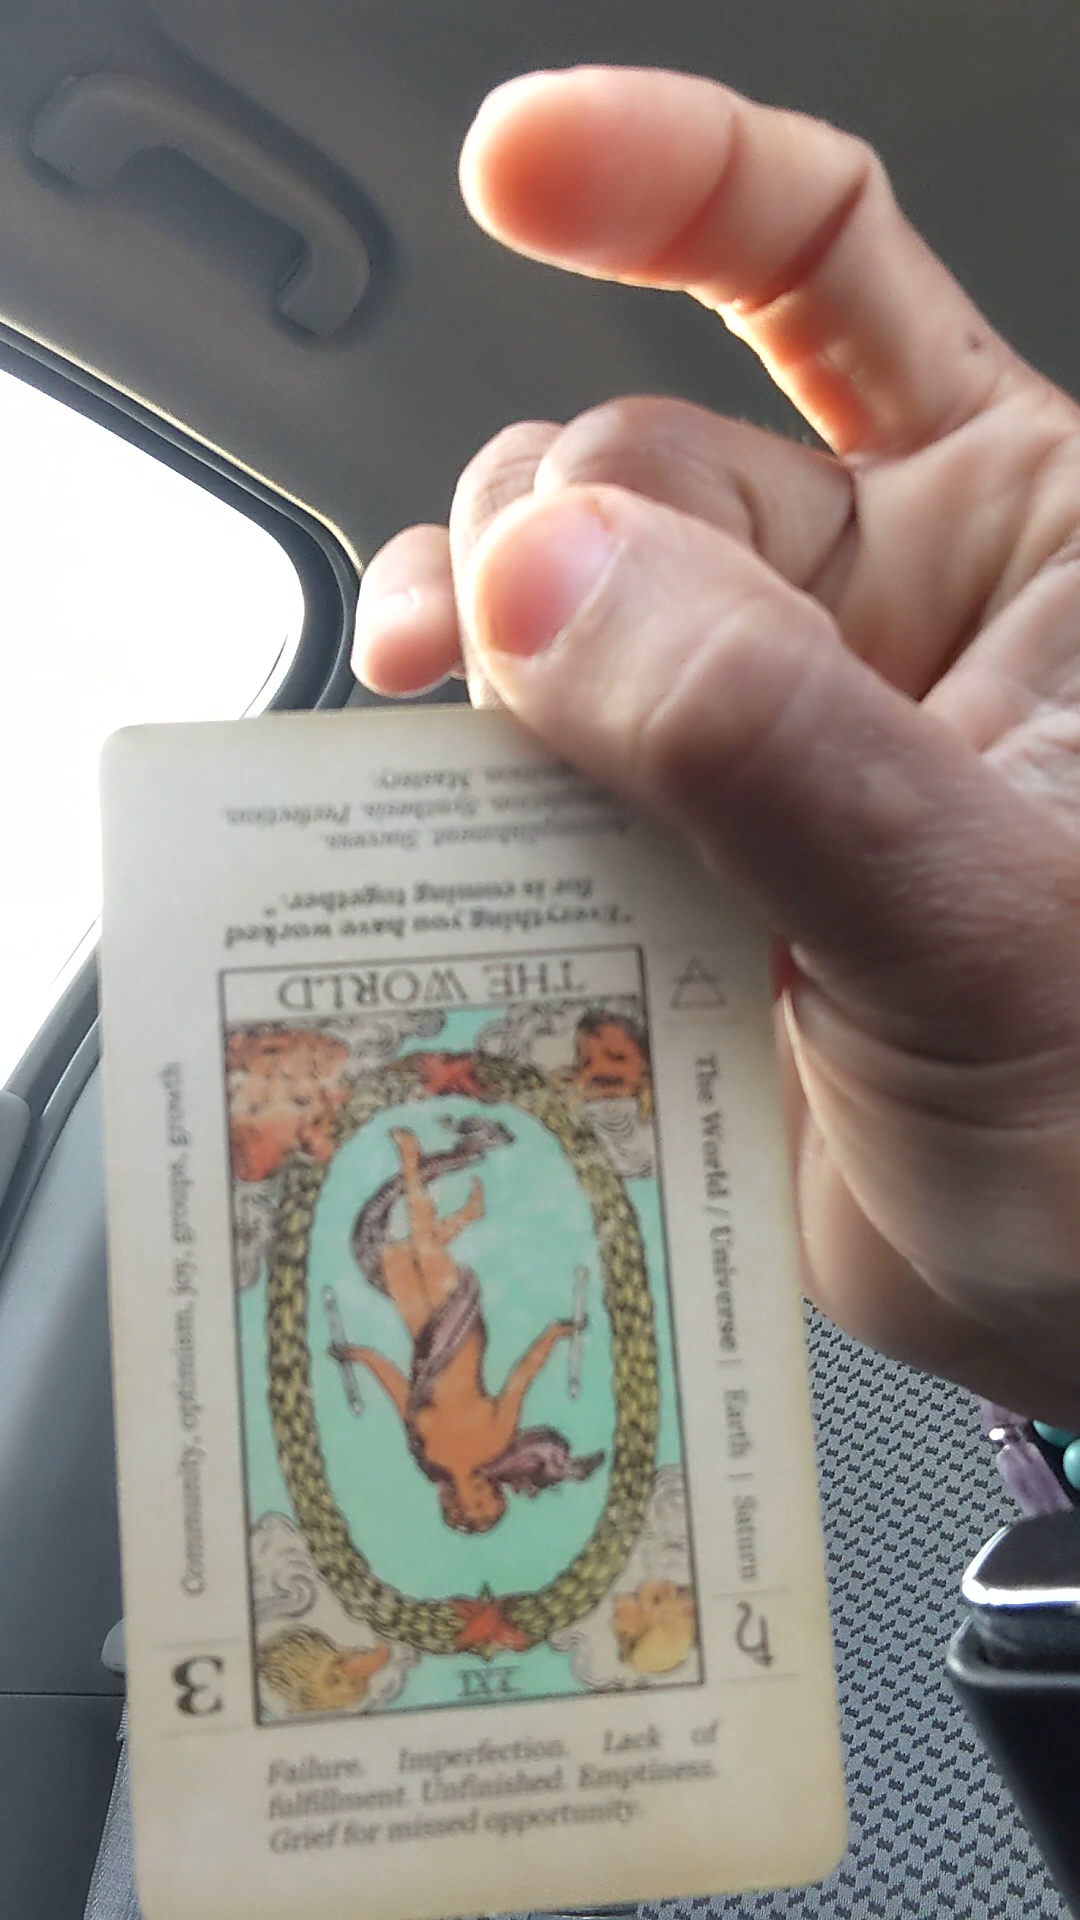 Mastery.
Synthesis. Perfection.
Accomplishment. Success.
"Everything you have worked
for is coming together."
THE WORLD
XXI
Community, optimism, joy, groups, growth
3
The World / Universe | Earth | Saturn
Failure. Imperfection. Lack of
fulfillment. Unfinished. Emptiness.
Grief for missed opportunity.